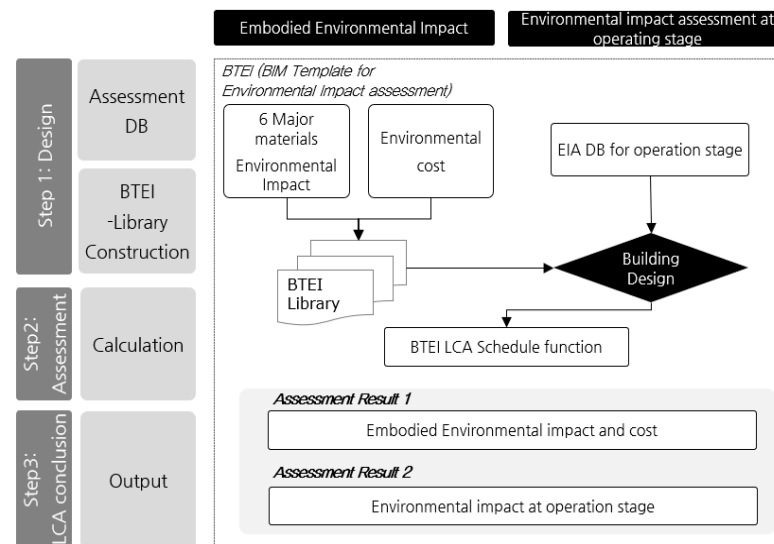 Embodied Environmental Impact
Environmental impact assessment at
operating stage
Step 1: Design
Assessment
DB
BTEI
-Library
Construction
BTEI (BIM Template for
Environmental Impact assessment)
6 Major
materials
Environmental
Impact
Environmental
cost
EIA DB for operation stage
BTEI
Library
Building
Design
Step2:
Assessment
Calculation
BTEI LCA Schedule function
Step3:
LCA conclusion
Output
Assessment Result 1
Embodied Environmental impact and cost
Assessment Result 2
Environmental impact at operation stage